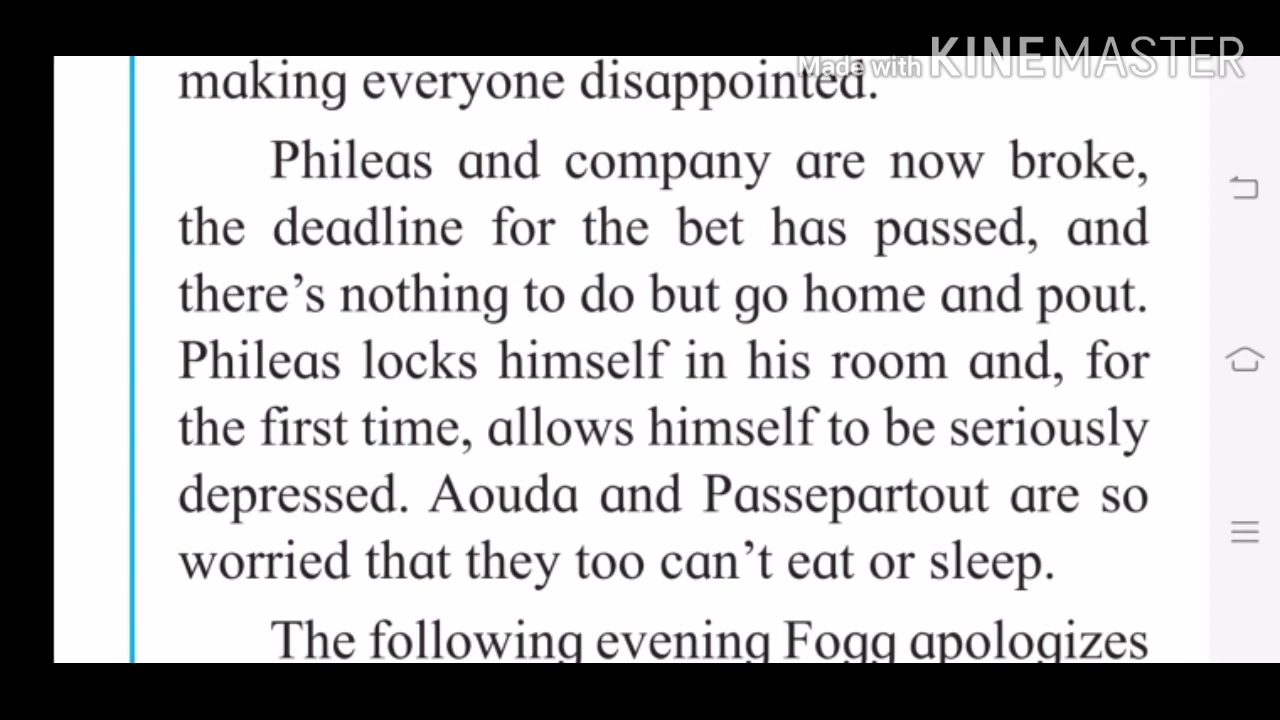 Made with KINEMASTER
making everyone disappointed.
Phileas and company are now broke,
the deadline for the bet has passed, and
there's nothing to do but go home and pout.
Phileas locks himself in his room and, for
the first time, allows himself to be seriously
depressed. Aouda and Passepartout are so
worried that they too can't eat or sleep.
The following evening Fogg apologizes